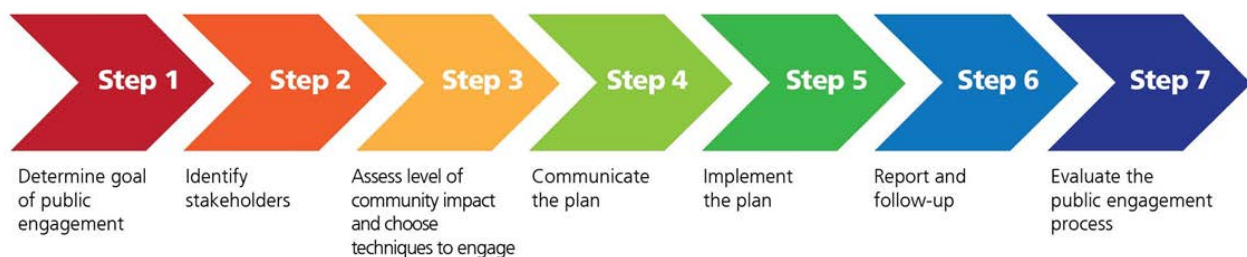 Step 1
Step 2
Step 3
Step 4
Step 5
Step 6
Step 7
Determine goal
of public
engagement
Identify
stakeholders
Assess level of
community impact
and choose
techniques to engage
Communicate
the plan
Implement
the plan
Report and
follow-up
Evaluate the
public engagement
process